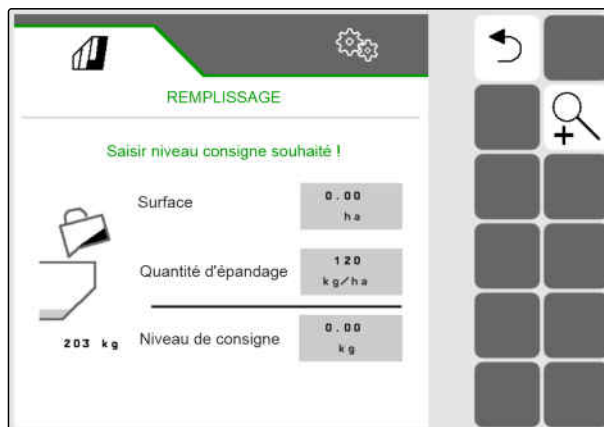 REMPLISSAGE
Saisir niveau consigne souhaité !
Surface
0.00
ha
Quantité d'épandage
120
kg/ha
203 kg
Niveau de consigne
0.00
kg